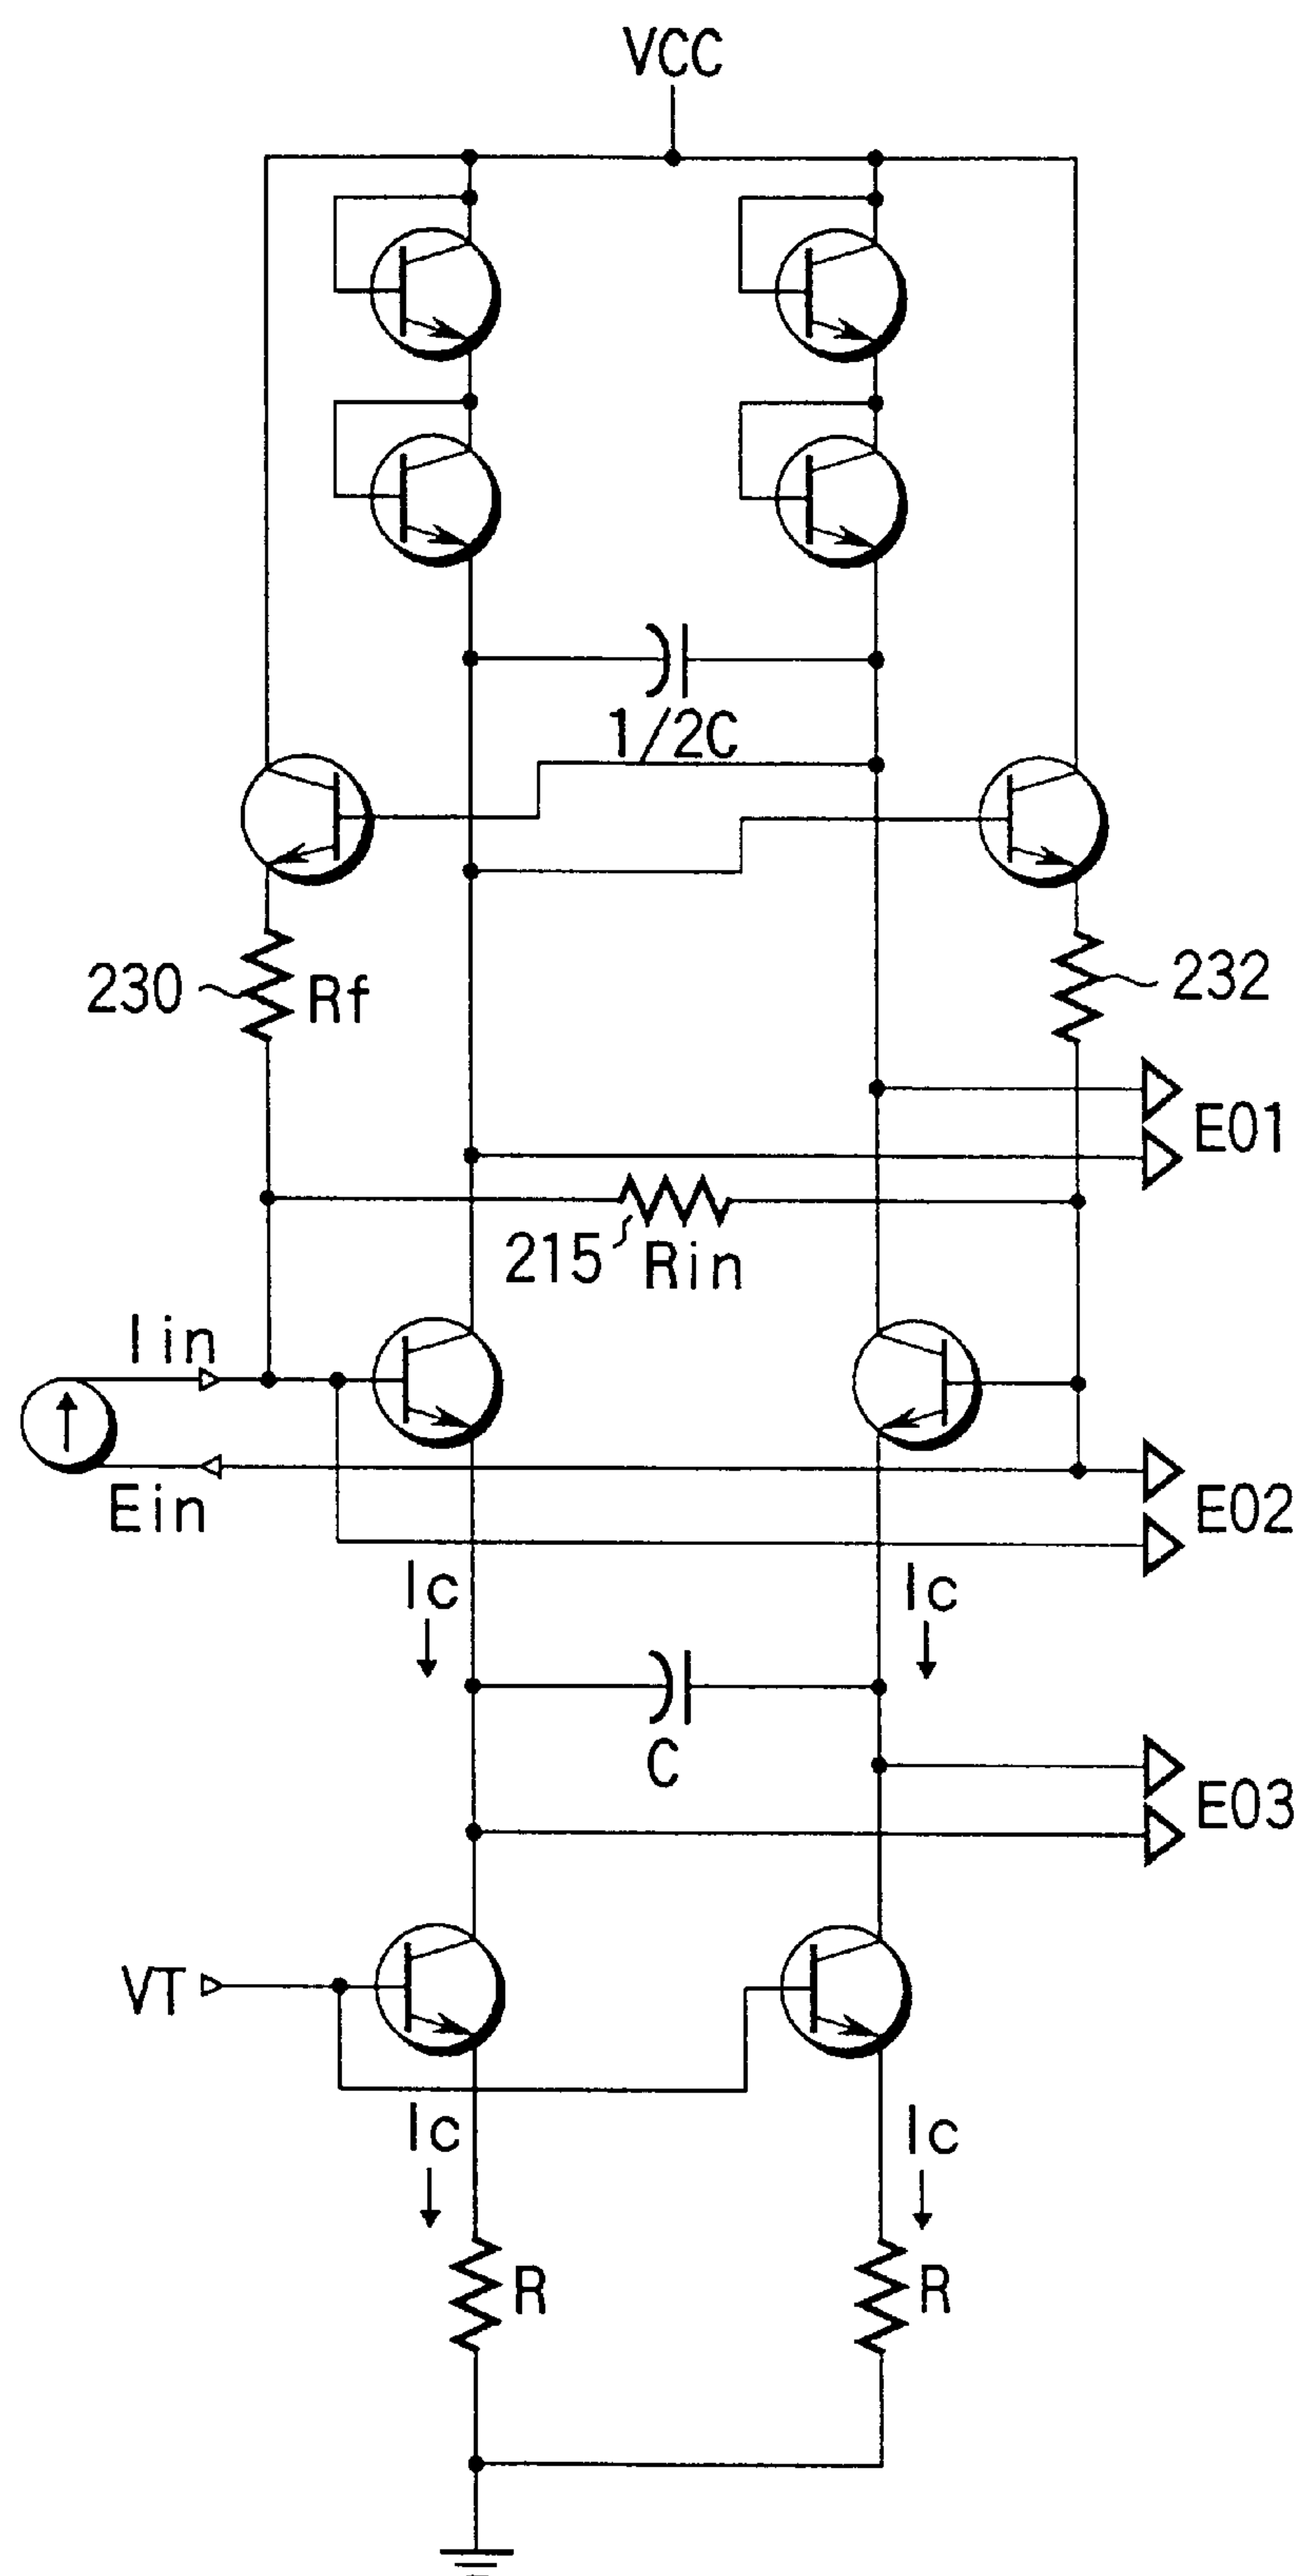 VCC
1/2C
230
Rf
232
E01
215
Rin
Iin
Ein
E02
Ic
Ic
C
E03
VT
Ic
Ic
R
R